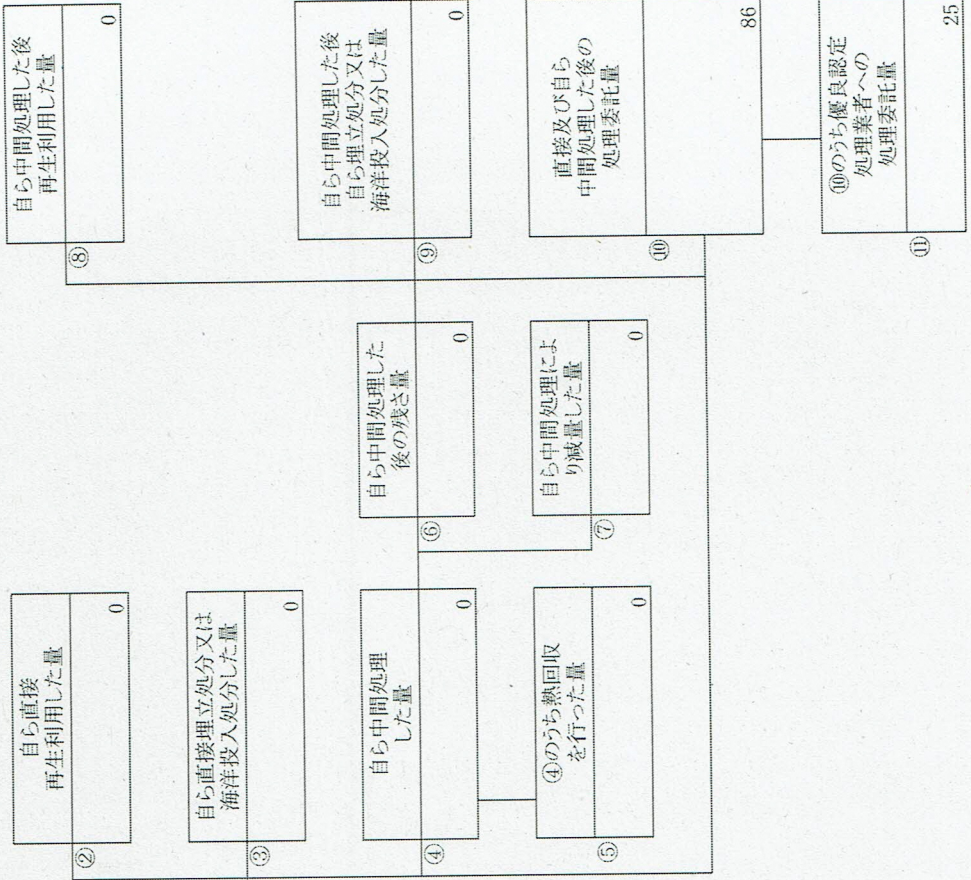 ②
自ら直接
再生利用した量
0
③
自ら直接埋立処分又は
海洋投入処分した量
0
④
自ら中間処理
した量
0
⑤
④のうち熱回収
を行った量
0
⑥
自ら中間処理した
後の残さ量
0
⑦
自ら中間処理によ
り減量した量
0
⑧
自ら中間処理した後
再生利用した量
0
⑨
自ら中間処理した後
自ら埋立処分又は
海洋投入処分した量
0
⑩
直接及び自ら
中間処理した後の
処理委託量
86
⑪
⑩のうち優良認定
処理業者への
処理委託量
25